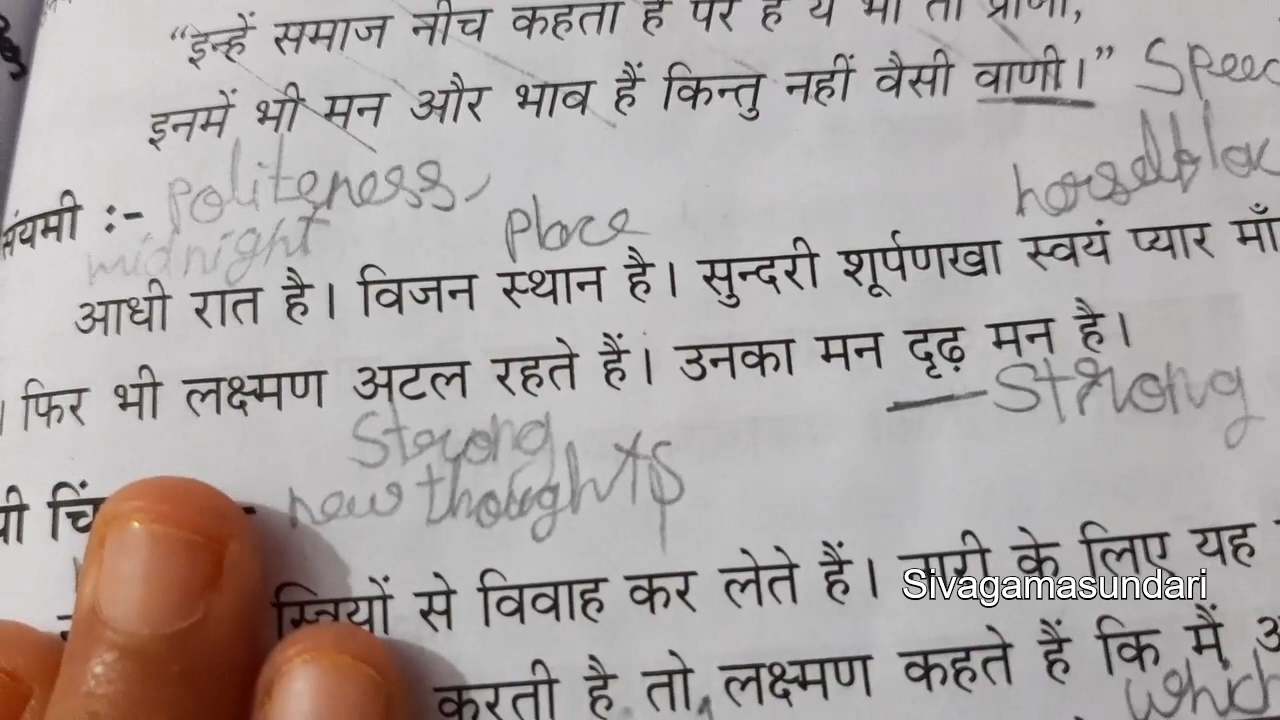 “इन्हें समाज नीच कहता है पर हैं ये भी तो प्राणी,
इनमें भी मन और भाव हैं किन्तु नहीं वैसी वाणी।” Speec
politeness,
संयमी :-
midnight place
आधी रात है। विजन स्थान है। सुन्दरी शूर्पणखा स्वयं प्यार माँ
फिर भी लक्ष्मण अटल रहते हैं। उनका मन दृढ़ मन है।
strong
strong
new thoughts
स्त्रियों से विवाह कर लेते हैं। नारी के लिए यह
Sivagamasundari
करती है तो, लक्ष्मण कहते हैं कि मैं
which